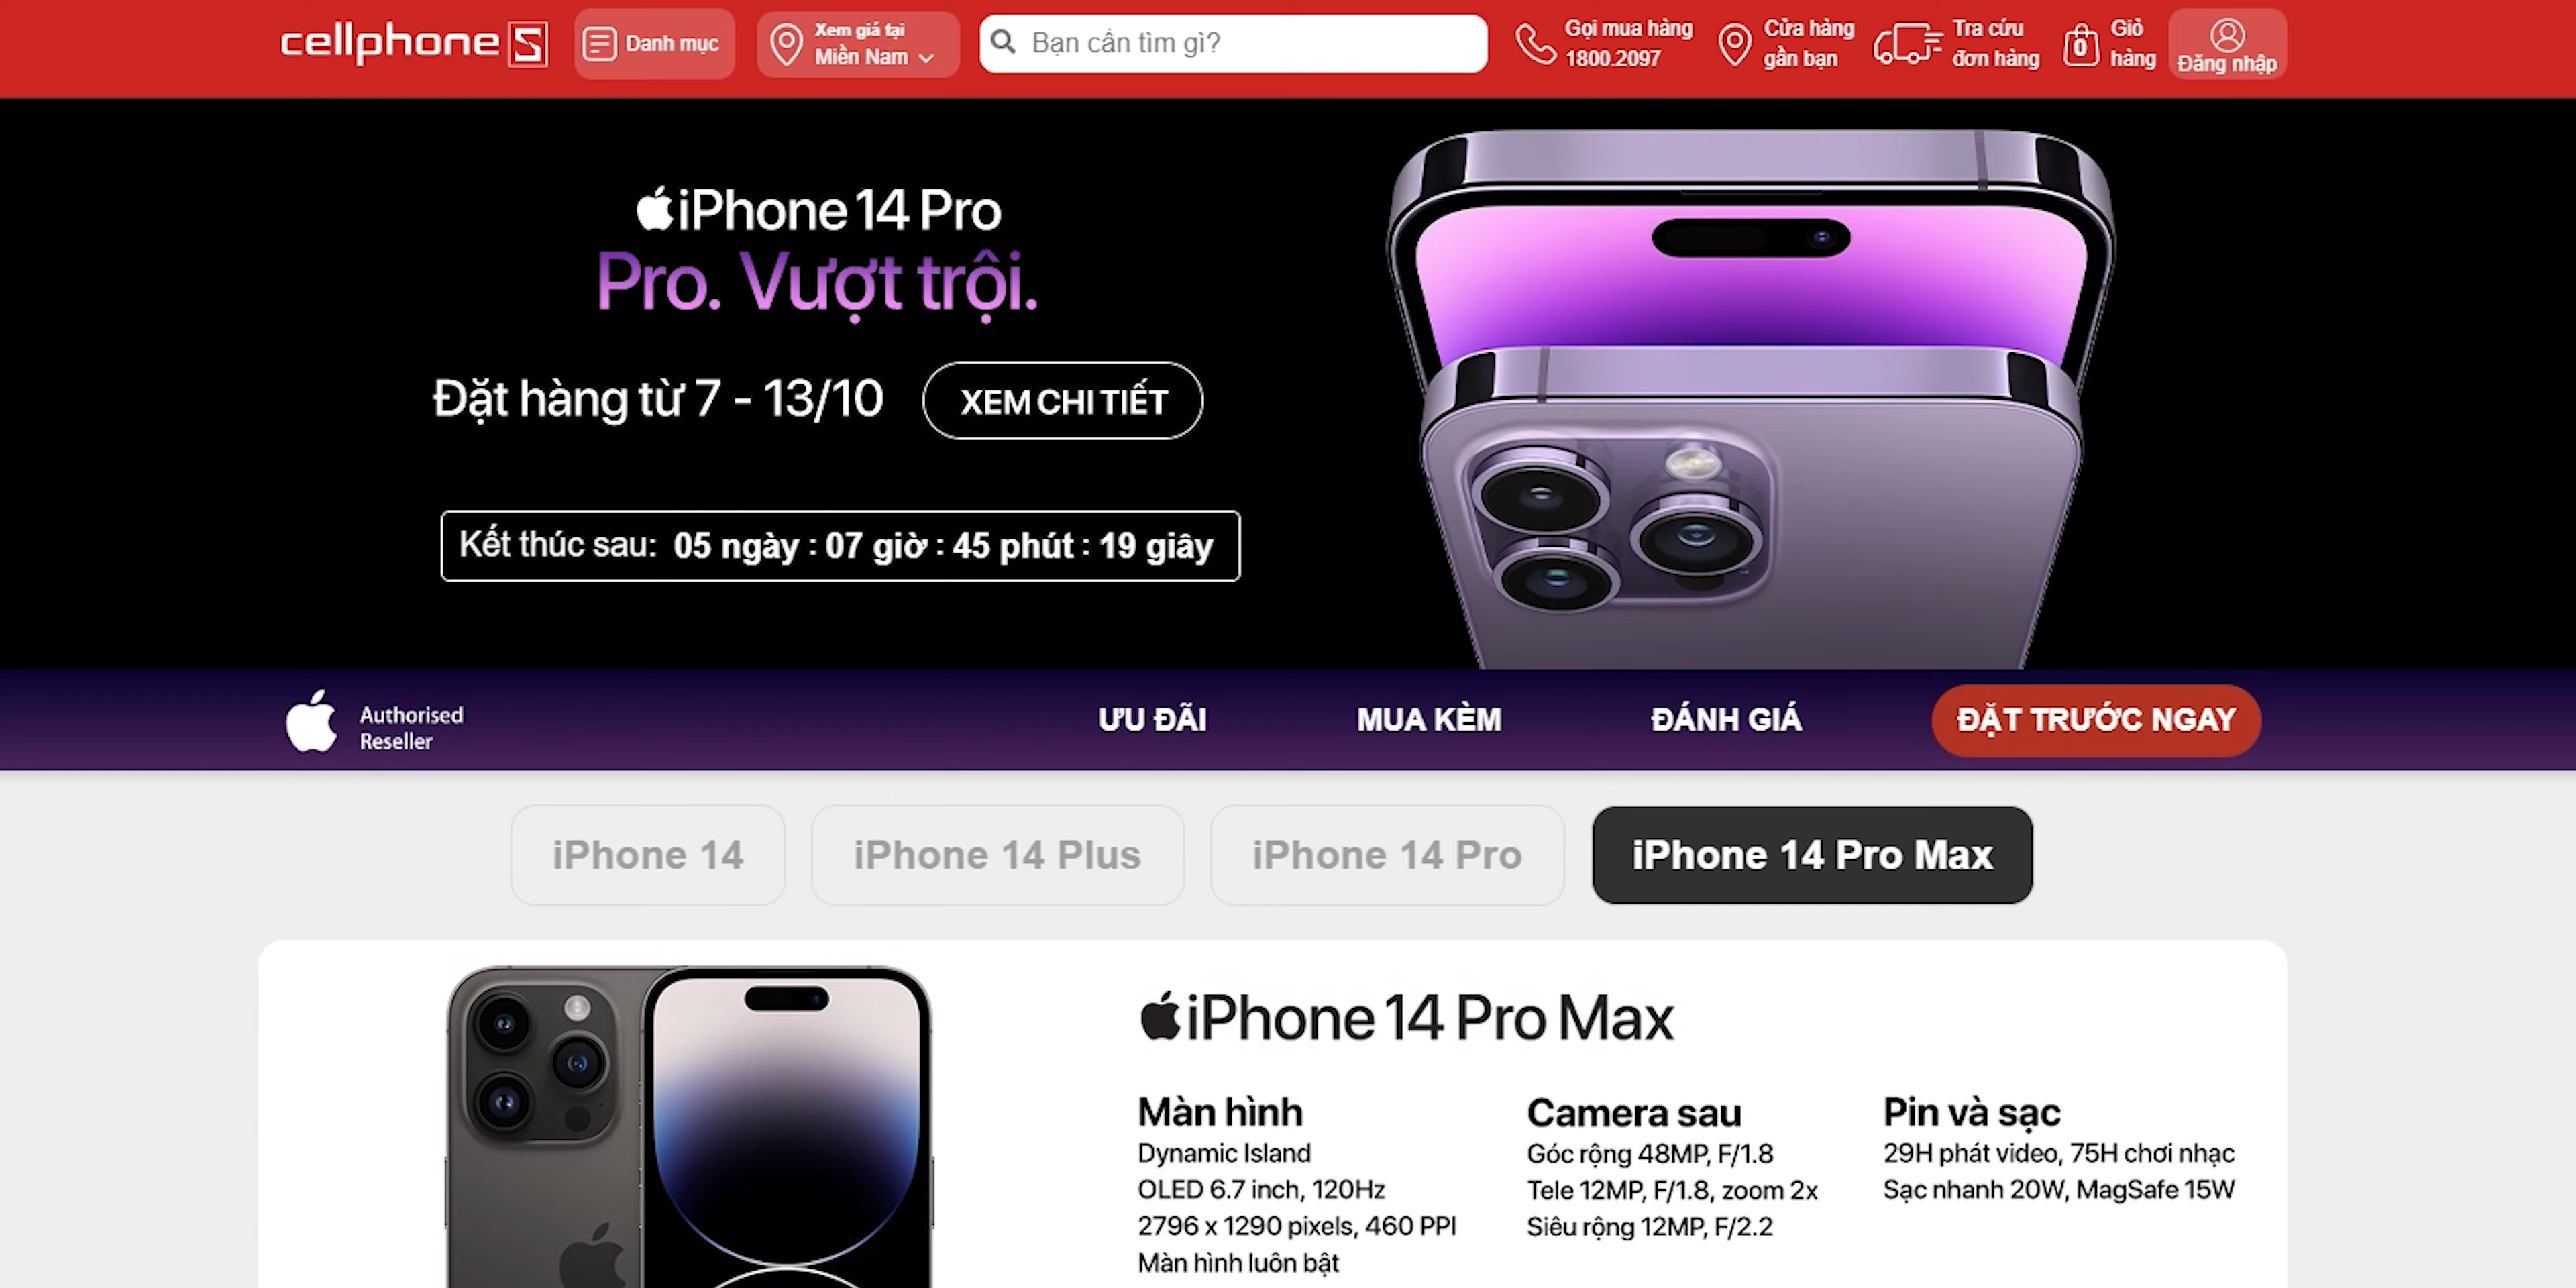 cellphoneS
Danh mục
Xem giá tại
Miền Nam
Bạn cần tìm gì?
Gọi mua hàng
1800.2097
Cửa hàng
gần bạn
Tra cứu
đơn hàng
0
Giỏ
hàng
Đăng nhập
iPhone 14 Pro
Pro. Vượt trội.
Đặt hàng từ 7 - 13/10
XEM CHI TIẾT
Kết thúc sau: 05 ngày : 07 giờ : 45 phút : 19 giây
Authorised
Reseller
ƯU ĐÃI
MUA KÈM
ĐÁNH GIÁ
ĐẶT TRƯỚC NGAY
iPhone 14
iPhone 14 Plus
iPhone 14 Pro
iPhone 14 Pro Max
iPhone 14 Pro Max
Màn hình
Dynamic Island
OLED 6.7 inch, 120Hz
2796 x 1290 pixels, 460 PPI
Màn hình luôn bật
Camera sau
Góc rộng 48MP, F/1.8
Tele 12MP, F/1.8, zoom 2x
Siêu rộng 12MP, F/2.2
Pin và sạc
29H phát video, 75H chơi nhạc
Sạc nhanh 20W, MagSafe 15W